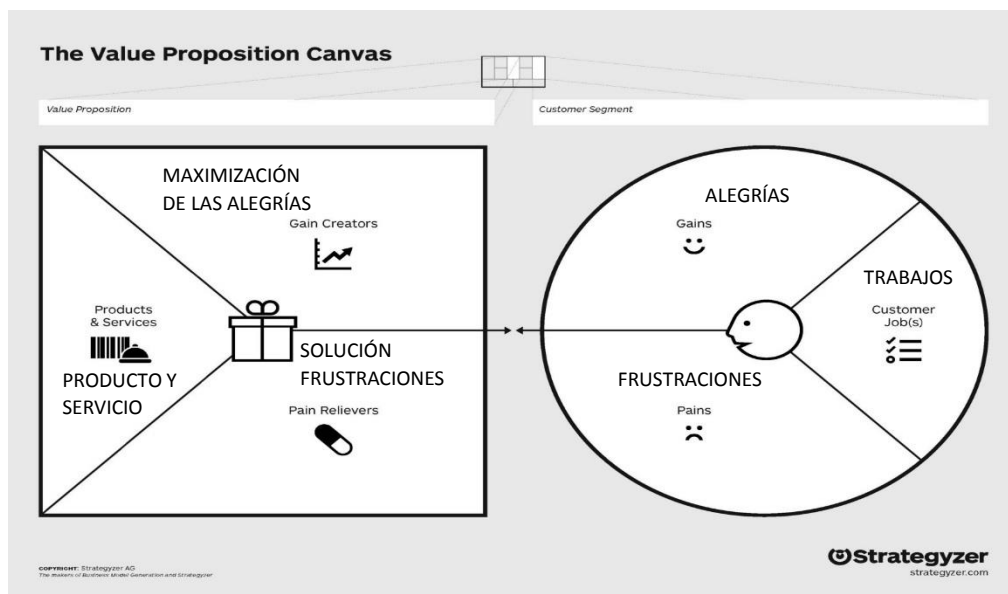 The Value Proposition Canvas
Value Proposition
Customer Segment
MAXIMIZACIÓN
DE LAS ALEGRÍAS
Gain Creators
Products
& Services
PRODUCTO Y
SERVICIO
SOLUCIÓN
FRUSTRACIONES
Pain Relievers
ALEGRÍAS
Gains
TRABAJOS
Customer
Job(s)
FRUSTRACIONES
Pains
COPYRIGHT: Strategyzer AG
The makers of Business Model Generation and Strategyzer
Strategyzer
strategyzer.com